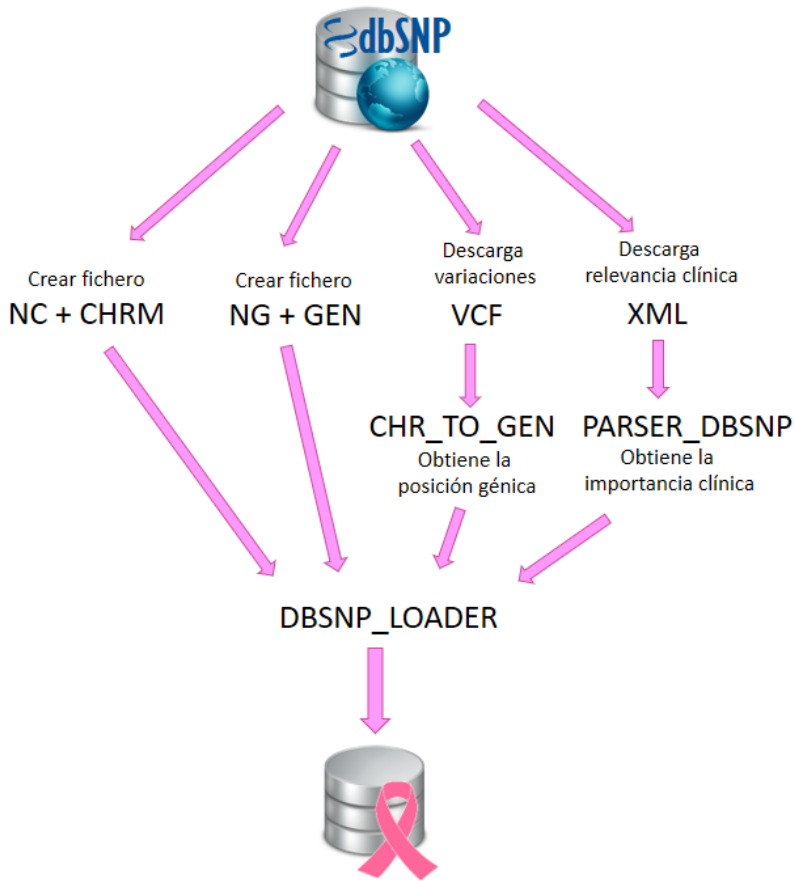 dbSNP
Crear fichero
NC + CHRM
Crear fichero
NG + GEN
Descarga
variaciones
VCF
Descarga
relevancia clínica
XML
CHR_TO_GEN
Obtiene la
posición génica
PARSER_DBSNP
Obtiene la
importancia clínica
DBSNP_LOADER